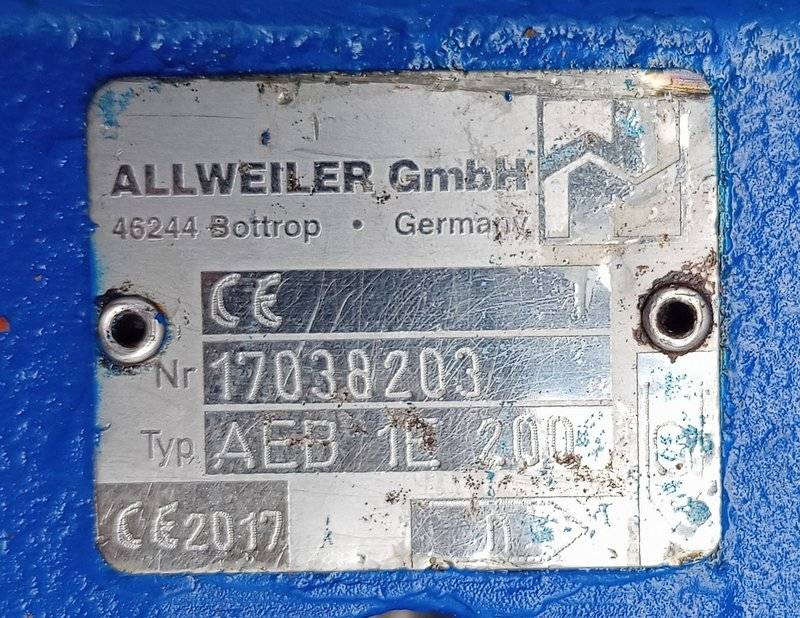 ALLWEILER GmbH
46244 Bottrop • Germany
CE
Nr 17038203
Typ AEB 1E 200
CE 2017
n